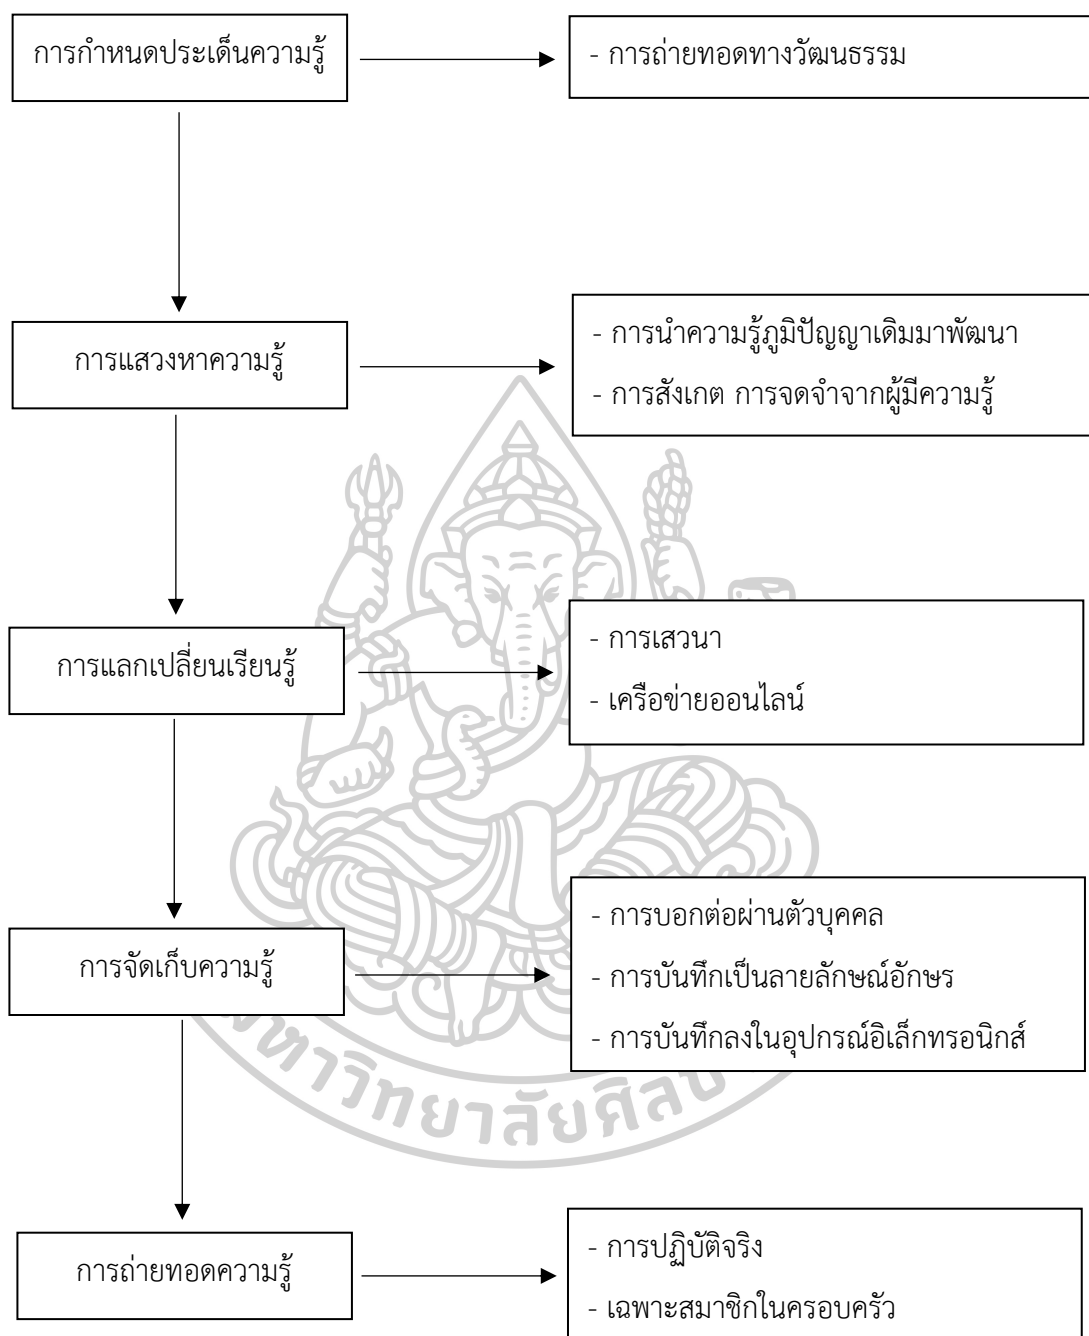 การกำหนดประเด็นความรู้
- การถ่ายทอดทางวัฒนธรรม
การแสวงหาความรู้
- การนำความรู้ภูมิปัญญาเดิมมาพัฒนา
- การสังเกต การจดจำจากผู้มีความรู้
การแลกเปลี่ยนเรียนรู้
- การเสวนา
- เครือข่ายออนไลน์
การจัดเก็บความรู้
- การบอกต่อผ่านตัวบุคคล
- การบันทึกเป็นลายลักษณ์อักษร
- การบันทึกลงในอุปกรณ์อิเล็กทรอนิกส์
มหาวิทยาลัยศิลป
การถ่ายทอดความรู้
- การปฏิบัติจริง
- เฉพาะสมาชิกในครอบครัว